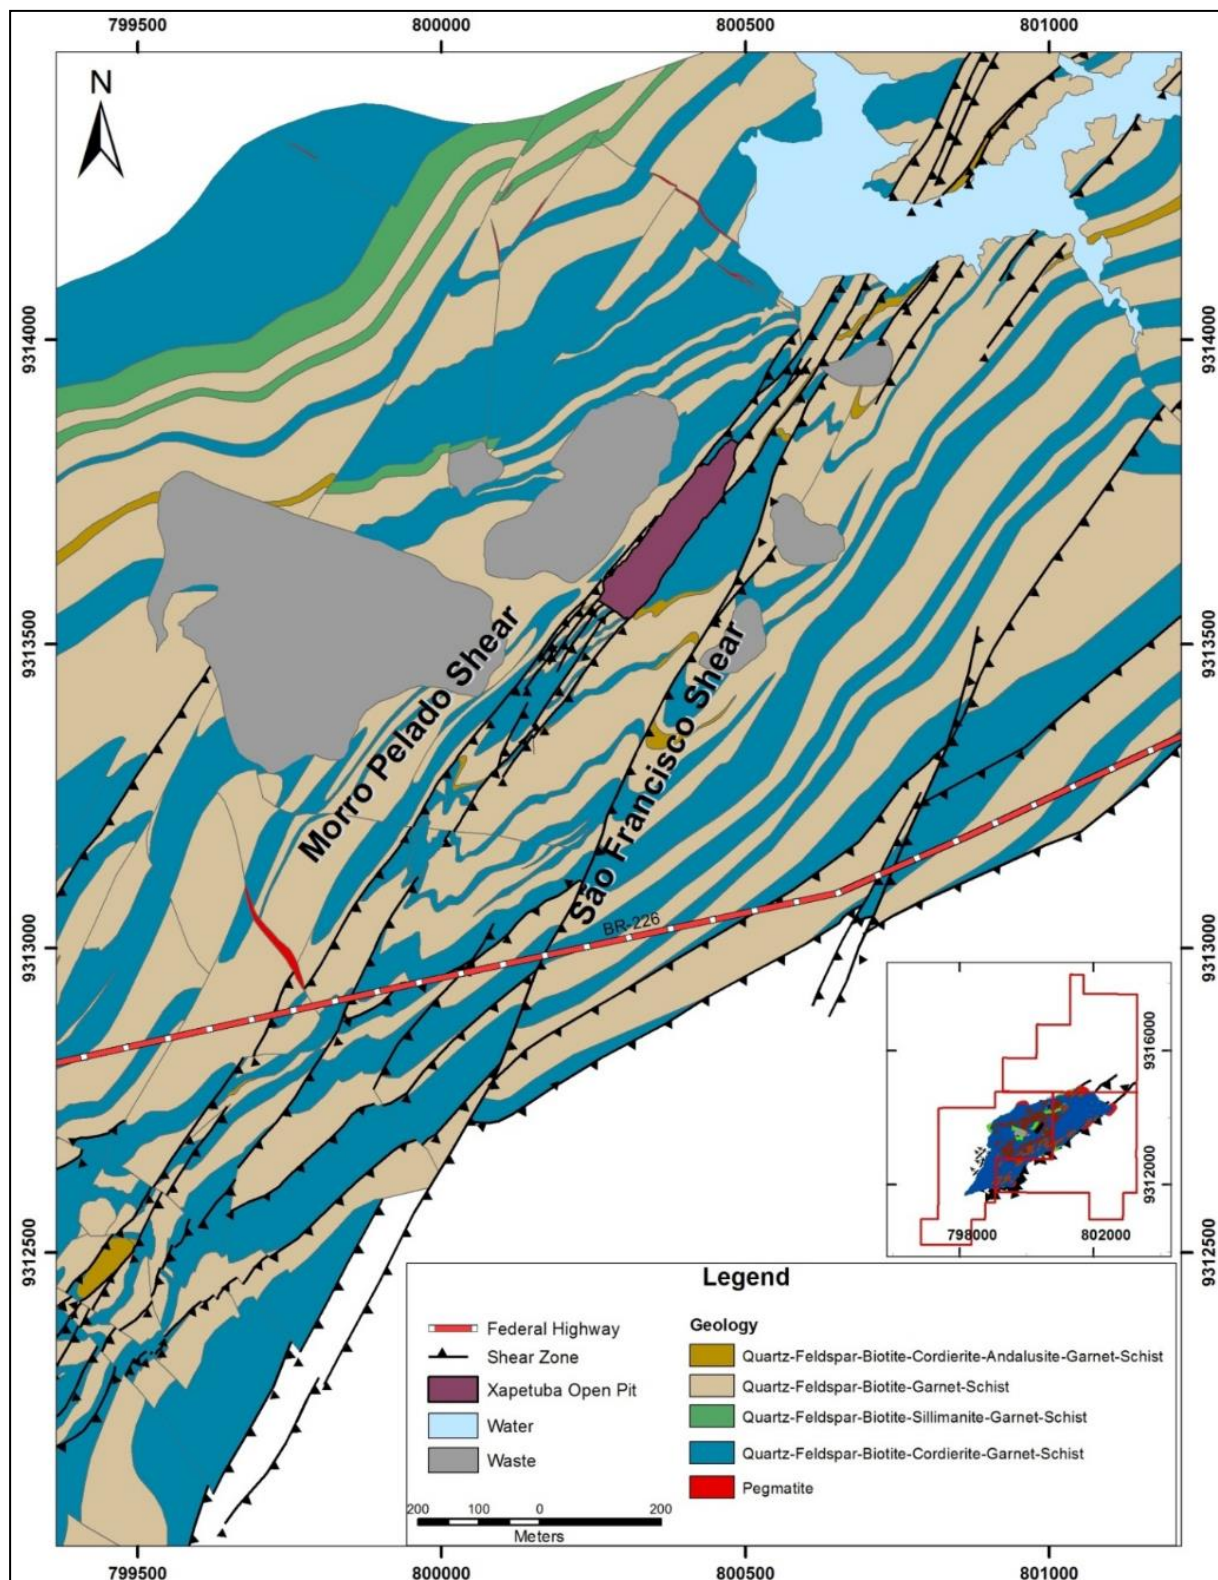 799500 800000 800500 801000
N
9314000 9314000
9313500 9313500
Morro Pelado Shear
São Francisco Shear
BR-226
9313000 9313000
9316000
9312000
798000 802000
9312500 9312500
Legend
Federal Highway
Shear Zone
Xapetuba Open Pit
Water
Waste
200 100 0 200
Meters
Geology
Quartz-Feldspar-Biotite-Cordierite-Andalusite-Garnet-Schist
Quartz-Feldspar-Biotite-Garnet-Schist
Quartz-Feldspar-Biotite-Sillimanite-Garnet-Schist
Quartz-Feldspar-Biotite-Cordierite-Garnet-Schist
Pegmatite
799500 800000 800500 801000